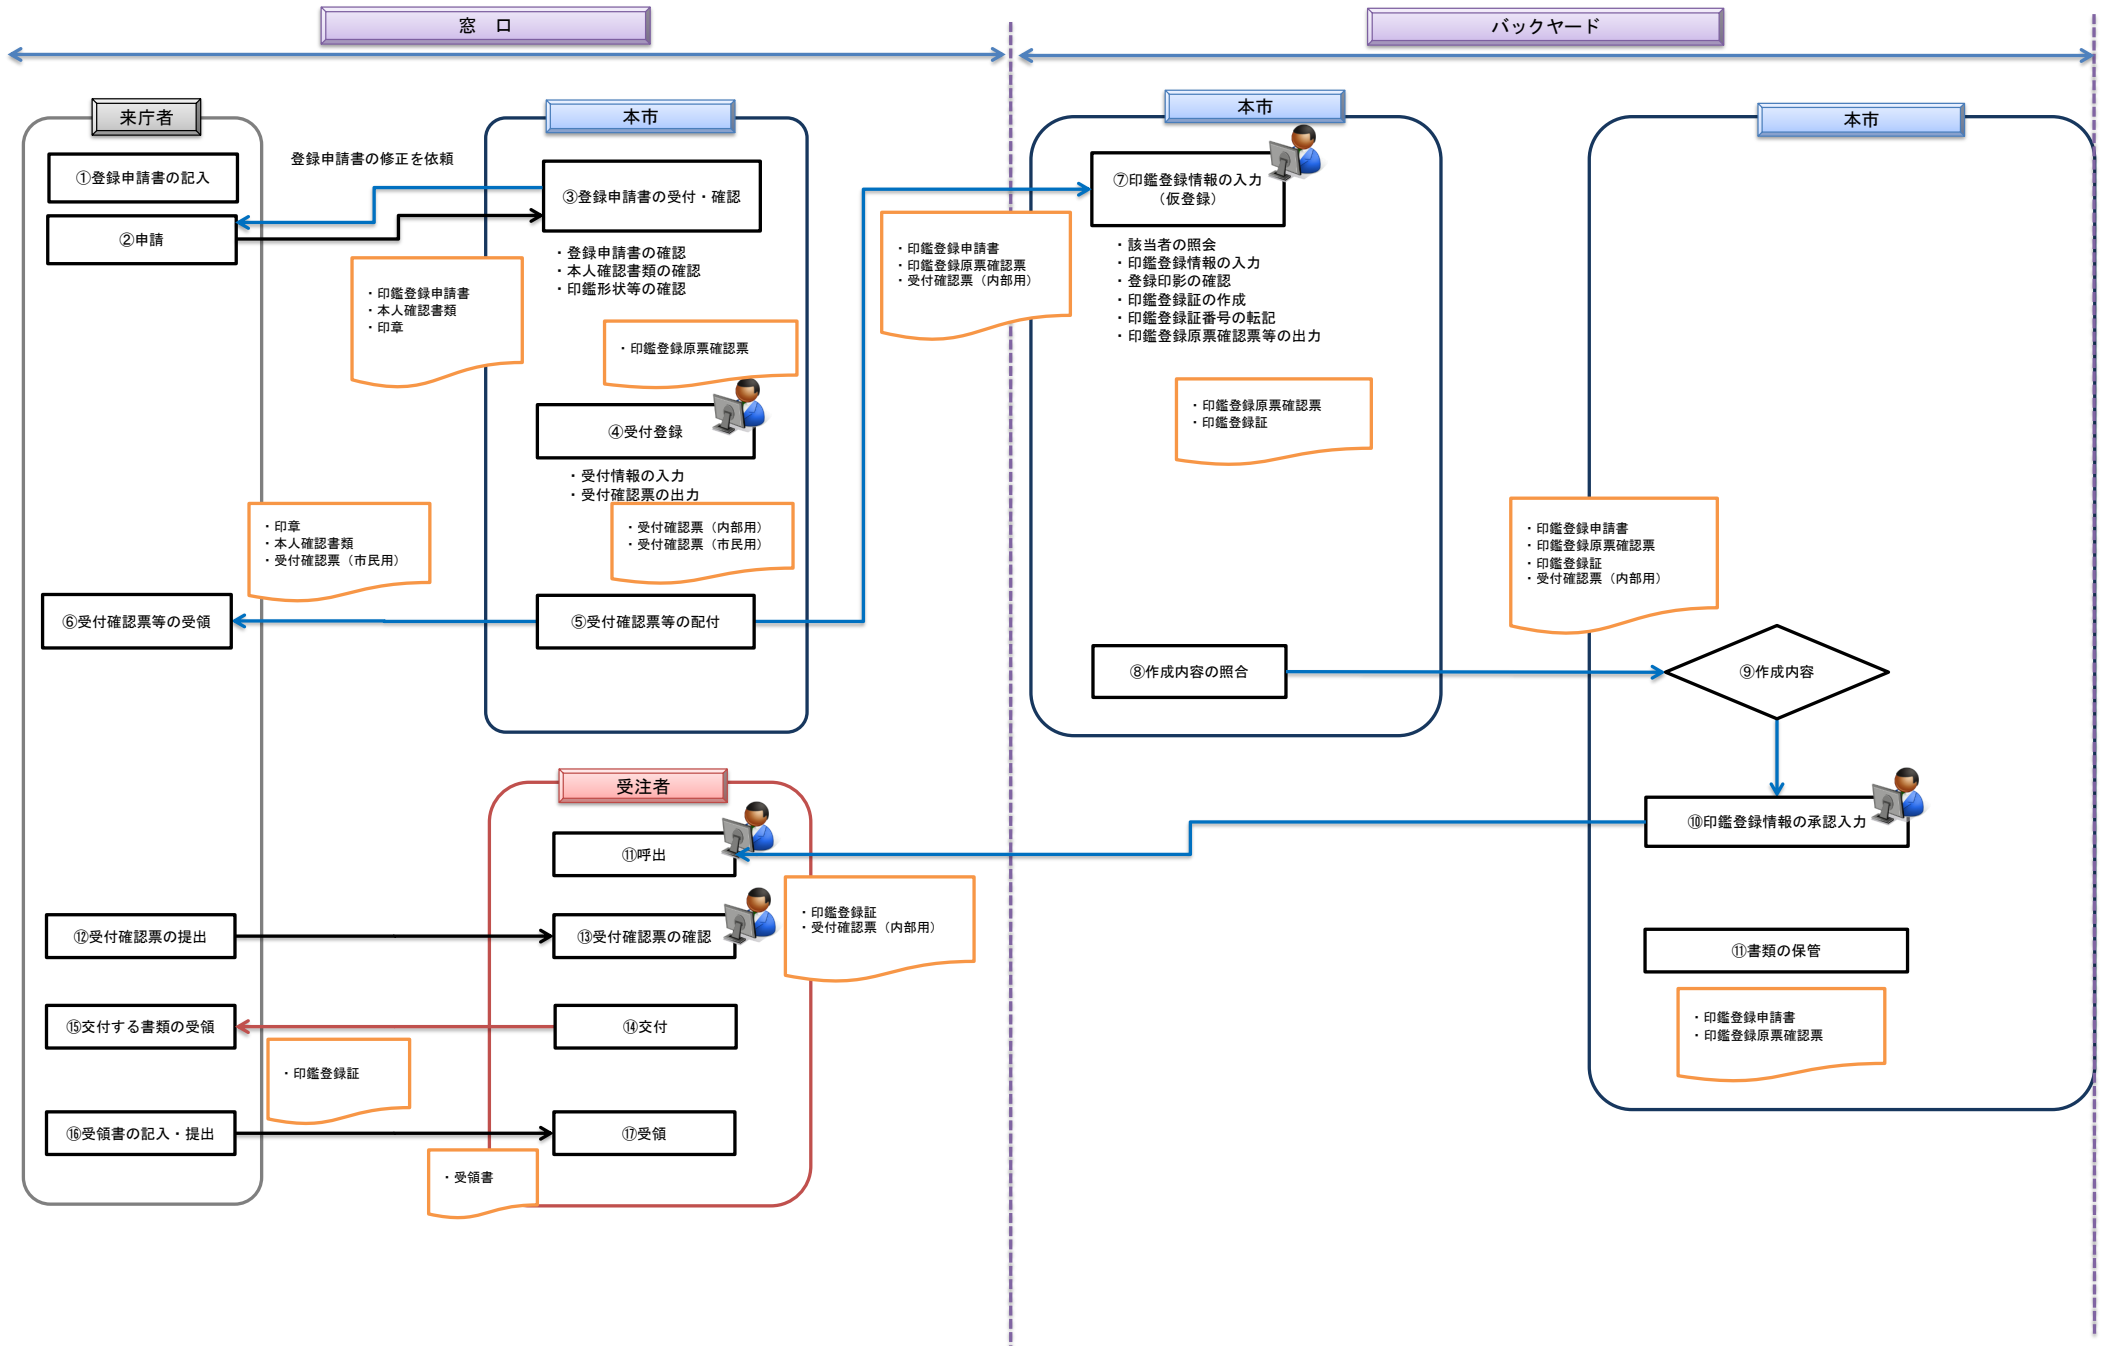 窓　口
バックヤード
来庁者
本市
本市
本市
①登録申請書の記入
登録申請書の修正を依頼
②申請
③登録申請書の受付・確認
・登録申請書の確認
・本人確認書類の確認
・印鑑形状等の確認
・印鑑登録申請書
・本人確認書類
・印章
・印鑑登録原票確認票
④受付登録
・受付情報の入力
・受付確認票の出力
・受付確認票（内部用）
・受付確認票（市民用）
・印章
・本人確認書類
・受付確認票（市民用）
⑤受付確認票等の配付
⑥受付確認票等の受領
・印鑑登録申請書
・印鑑登録原票確認票
・受付確認票（内部用）
⑦印鑑登録情報の入力
（仮登録）
・該当者の照会
・印鑑登録情報の入力
・登録印影の確認
・印鑑登録証の作成
・印鑑登録証番号の転記
・印鑑登録原票確認票等の出力
・印鑑登録原票確認票
・印鑑登録証
⑧作成内容の照合
・印鑑登録申請書
・印鑑登録原票確認票
・印鑑登録証
・受付確認票（内部用）
⑨作成内容
⑩印鑑登録情報の承認入力
受注者
⑪呼出
・印鑑登録証
・受付確認票（内部用）
⑫受付確認票の提出
⑬受付確認票の確認
⑪書類の保管
・印鑑登録申請書
・印鑑登録原票確認票
⑭交付
⑮交付する書類の受領
・印鑑登録証
⑯受領書の記入・提出
⑰受領
・受領書